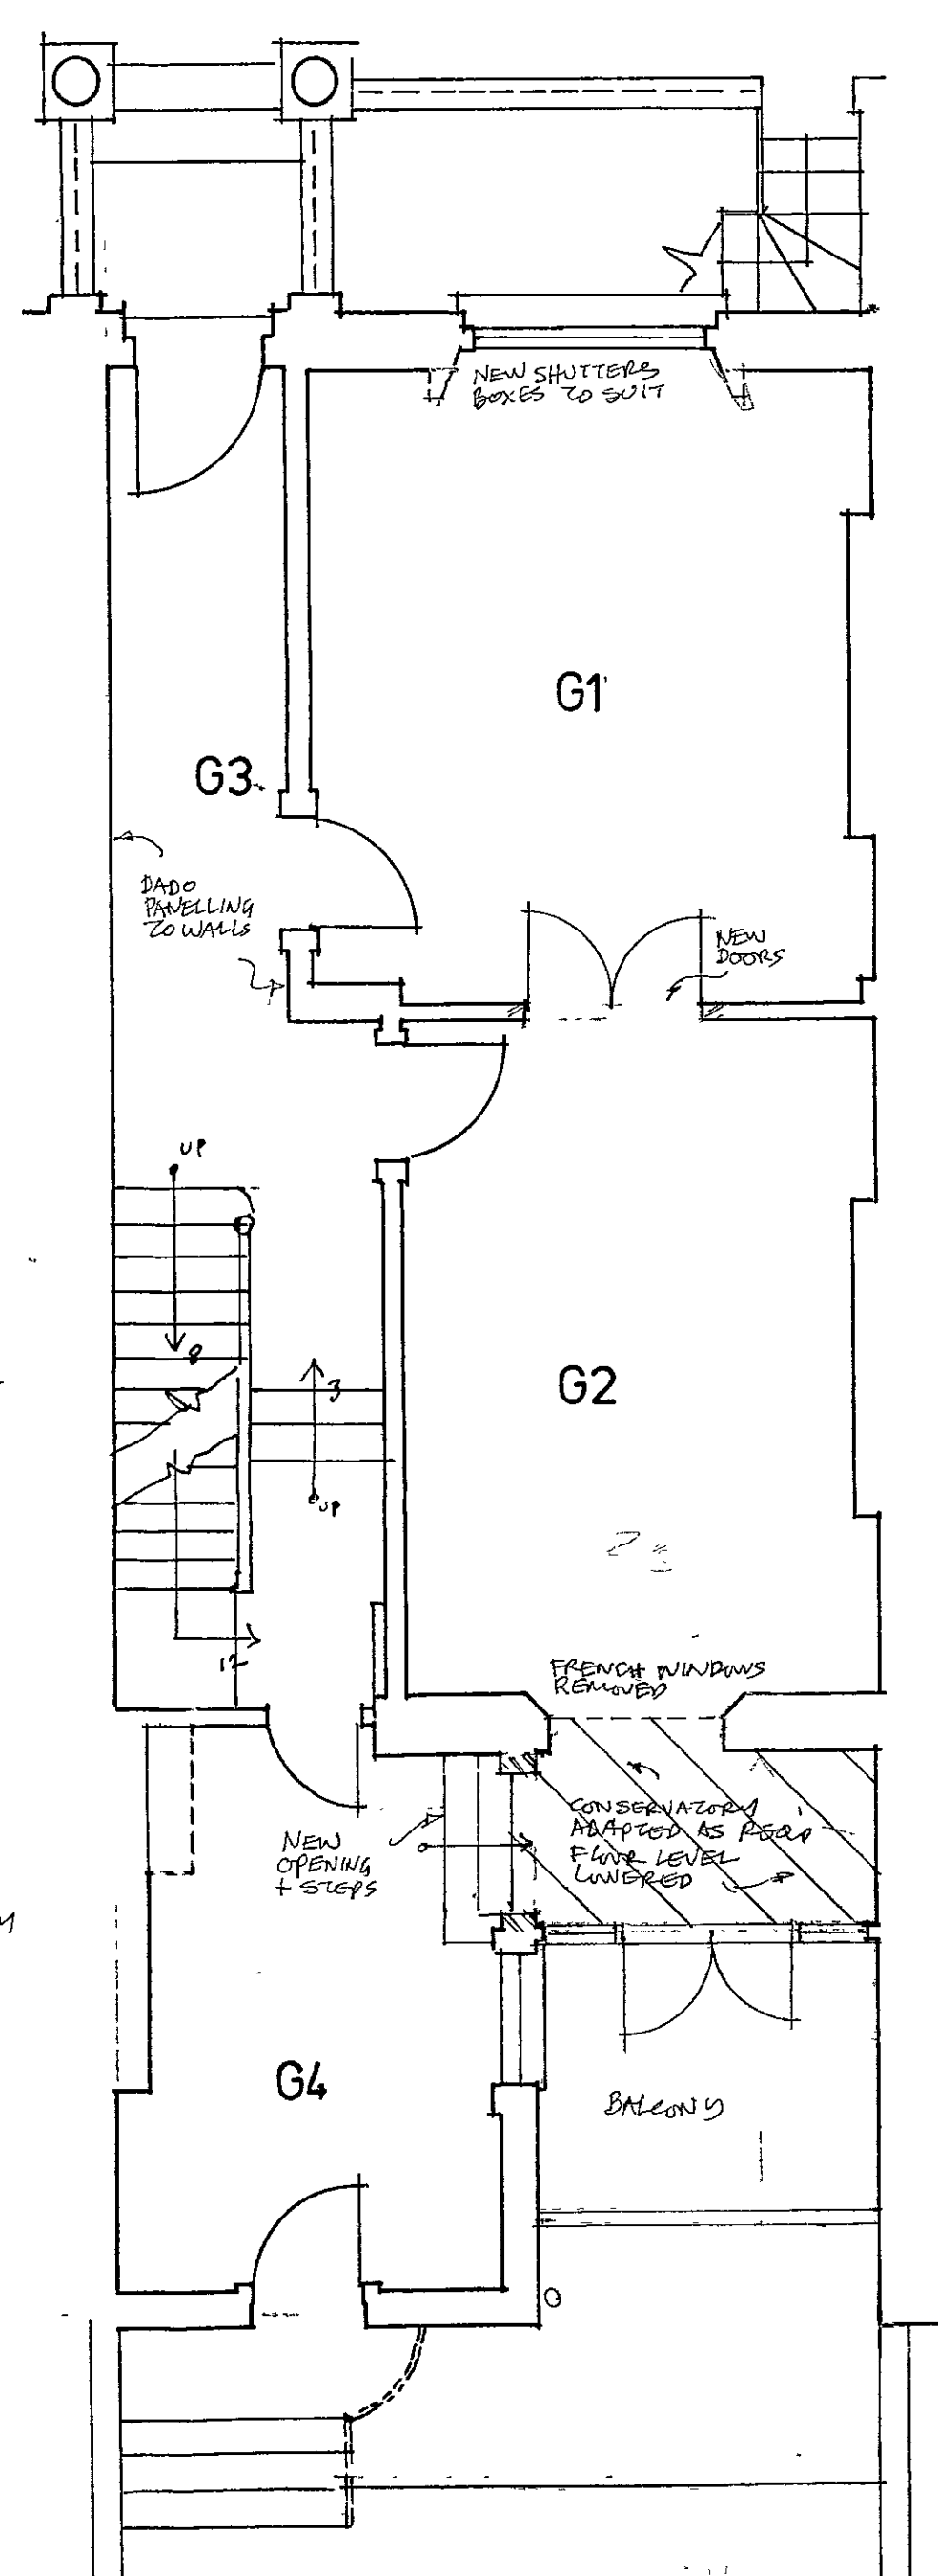 NEW SHUTTERS
BOXES TO SUIT
G1
G3
DADO
PANELLING
TO WALLS
NEW
DOORS
UP
8
3
UP
G2
12
FRENCH WINDOWS
REMOVED
CONSERVATORY
ADAPTED AS REQD
FLOOR LEVEL
LOWERED
NEW
OPENING
+ STEPS
G4
BALCONY